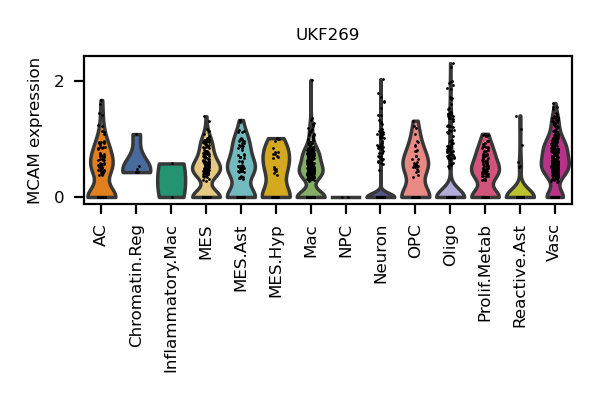 UKF269
MCAM expression
2
0
AC
Chromatin.Reg
Inflammatory.Mac
MES
MES.Ast
MES.Hyp
Mac
NPC
Neuron
OPC
Oligo
Prolif.Metab
Reactive.Ast
Vasc